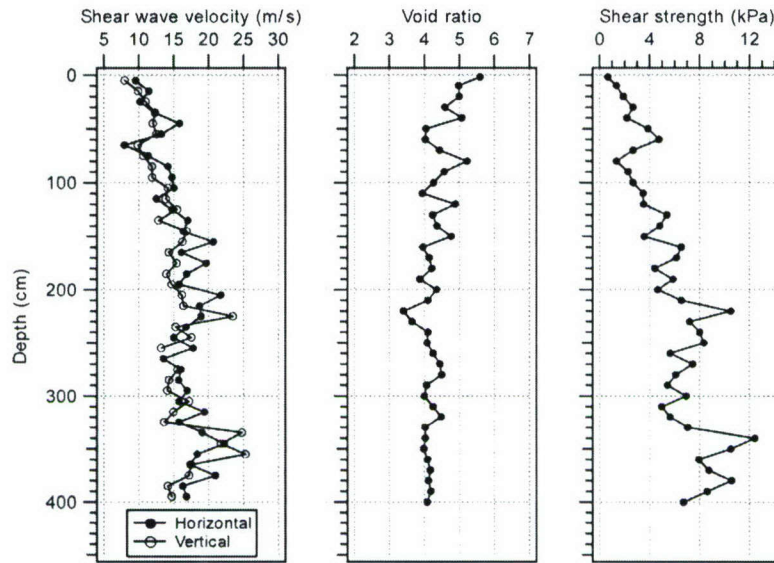 Shear wave velocity (m/s)
5 10 15 20 25 30
Void ratio
2 3 4 5 6 7
Shear strength (kPa)
0 4 8 12
Depth (cm)
0
100
200
300
400
Horizontal
Vertical